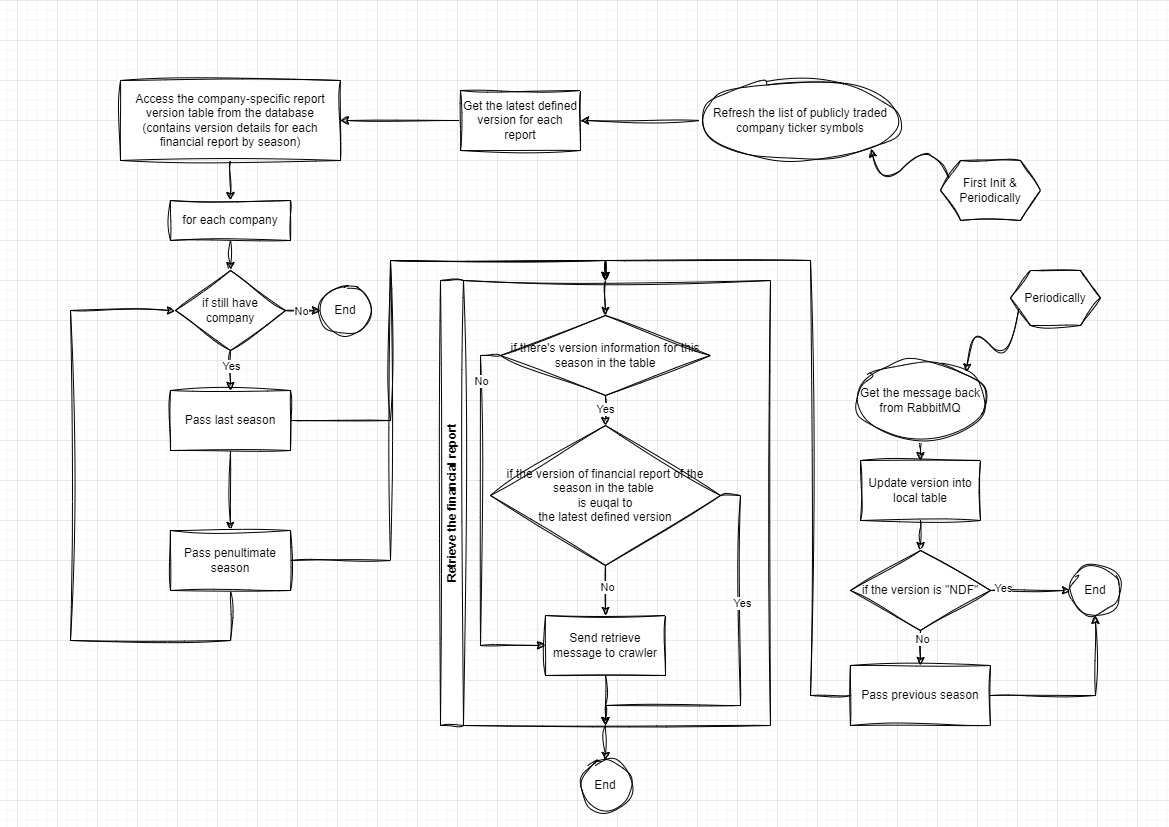 Access the company-specific report
version table from the database
(contains version details for each
financial report by season)
Get the latest defined
version for each
report
Refresh the list of publicly traded
company ticker symbols
First Init &
Periodically
for each company
if still have
company
No
End
Yes
Pass last season
Pass penultimate
season
Retrieve the financial report
if there's version information for this
season in the table
No
Yes
if the version of financial report of the
season in the table
is euqal to
the latest defined version
No
Yes
Send retrieve
message to crawler
End
Periodically
Get the message back
from RabbitMQ
Update version into
local table
if the version is "NDF"
Yes
End
No
Pass previous season